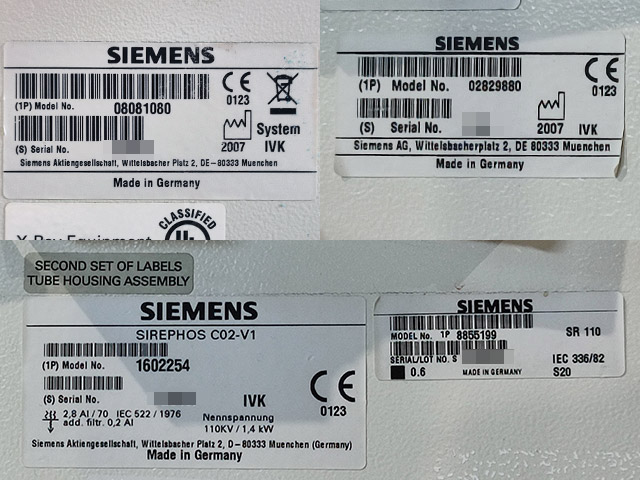 SIEMENS
(1P) Model No. 08081080
0123
(S) Serial No.
2007
System
IVK
Siemens Aktiengesellschaft, Wittelsbacher Platz 2, DE-80333 Muenchen
Made in Germany
CLASSIFIED
UL
X-Ray Equipment
SIEMENS
(1P) Model No. 02829880
0123
(S) Serial No.
2007 IVK
Siemens AG, Wittelsbacherplatz 2, DE 80333 Muenchen
Made in Germany
SECOND SET OF LABELS
TUBE HOUSING ASSEMBLY
SIEMENS
SIREPHOS C02-V1
(1P) Model No. 1602254
(S) Serial No.
IVK
CE
0123
2,8 Al / 70 IEC 522 / 1976
add. filtr. 0,2 Al
Nennspannung
110KV / 1,4 kW
Siemens Aktiengesellschaft, Wittelsbacher Platz 2, D-80333 Muenchen (Germany)
Made in Germany
SIEMENS
MODEL NO. 1P 8855199
SR 110
SERIAL/LOT NO. S
IEC 336/82
0.6
MADE IN GERMANY
S20